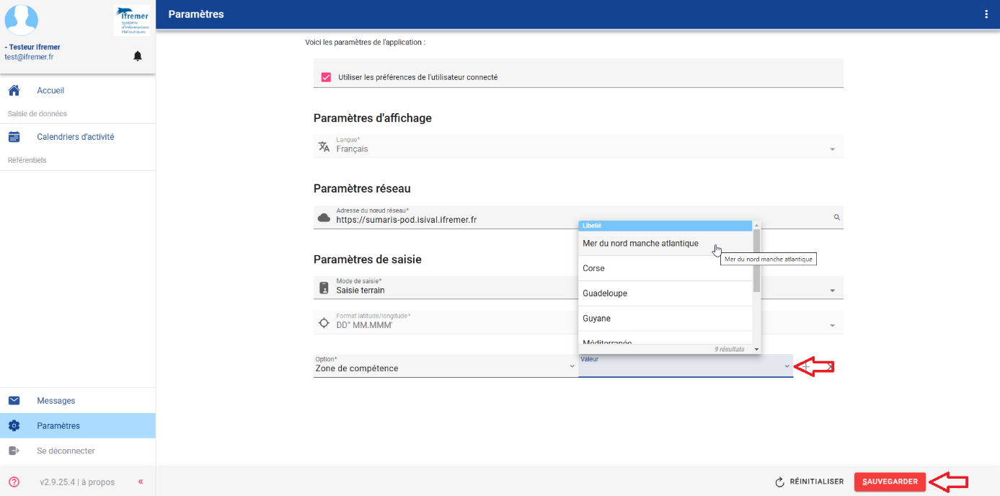 Ifremer
Système
d'Informations
Halieutiques
- Testeur Ifremer
test@ifremer.fr
Accueil
Saisie de données
Calendriers d'activité
Référentiels
Messages
Paramètres
Se déconnecter
v2.9.25.4 | à propos «
Paramètres
Voici les paramètres de l'application :
Utiliser les préférences de l'utilisateur connecté
Paramètres d'affichage
Langue*
Français
Paramètres réseau
Adresse du nœud réseau*
https://sumaris-pod.isival.ifremer.fr
Paramètres de saisie
Mode de saisie*
Saisie terrain
Format latitude/longitude*
DD° MM.MMM'
Option*
Zone de compétence
Valeur
Libellé
Mer du nord manche atlantique
Mer du nord manche atlantique
Corse
Guadeloupe
Guyane
Méditerranée
9 résultats
RÉINITIALISER
SAUVEGARDER